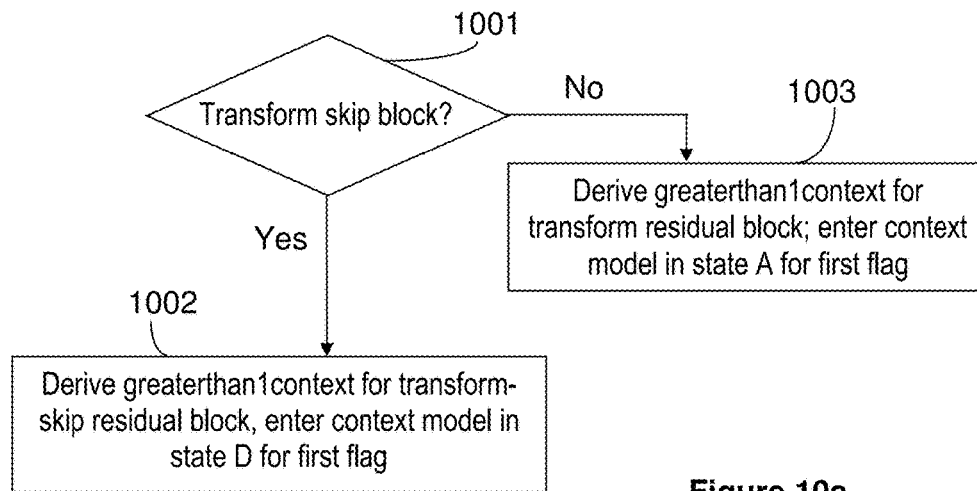 1001
Transform skip block?
No
1003
Derive greaterthan1context for
transform residual block; enter context
model in state A for first flag
Yes
1002
Derive greaterthan1context for transform-
skip residual block, enter context model in
state D for first flag
Figure 10a